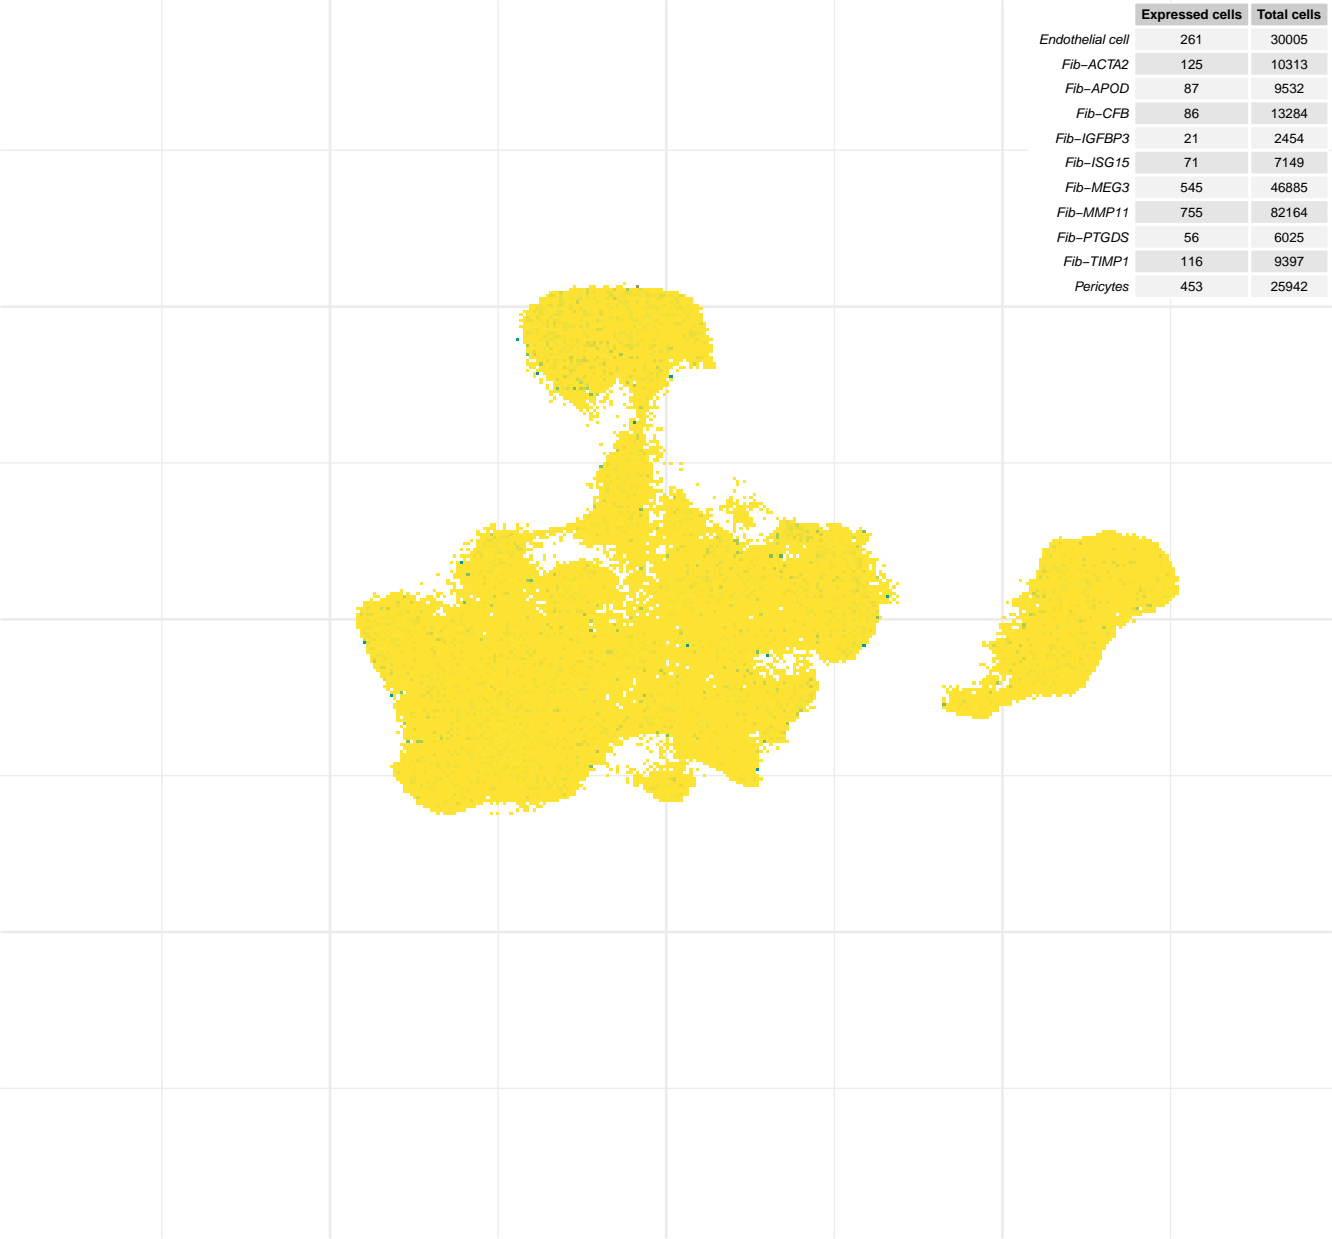 Expressed cells Total cells
Endothelial cell 261 30005
Fib−ACTA2 125 10313
Fib−APOD 87 9532
Fib−CFB 86 13284
Fib−IGFBP3 21 2454
Fib−ISG15 71 7149
Fib−MEG3 545 46885
Fib−MMP11 755 82164
Fib−PTGDS 56 6025
Fib−TIMP1 116 9397
Pericytes 453 25942